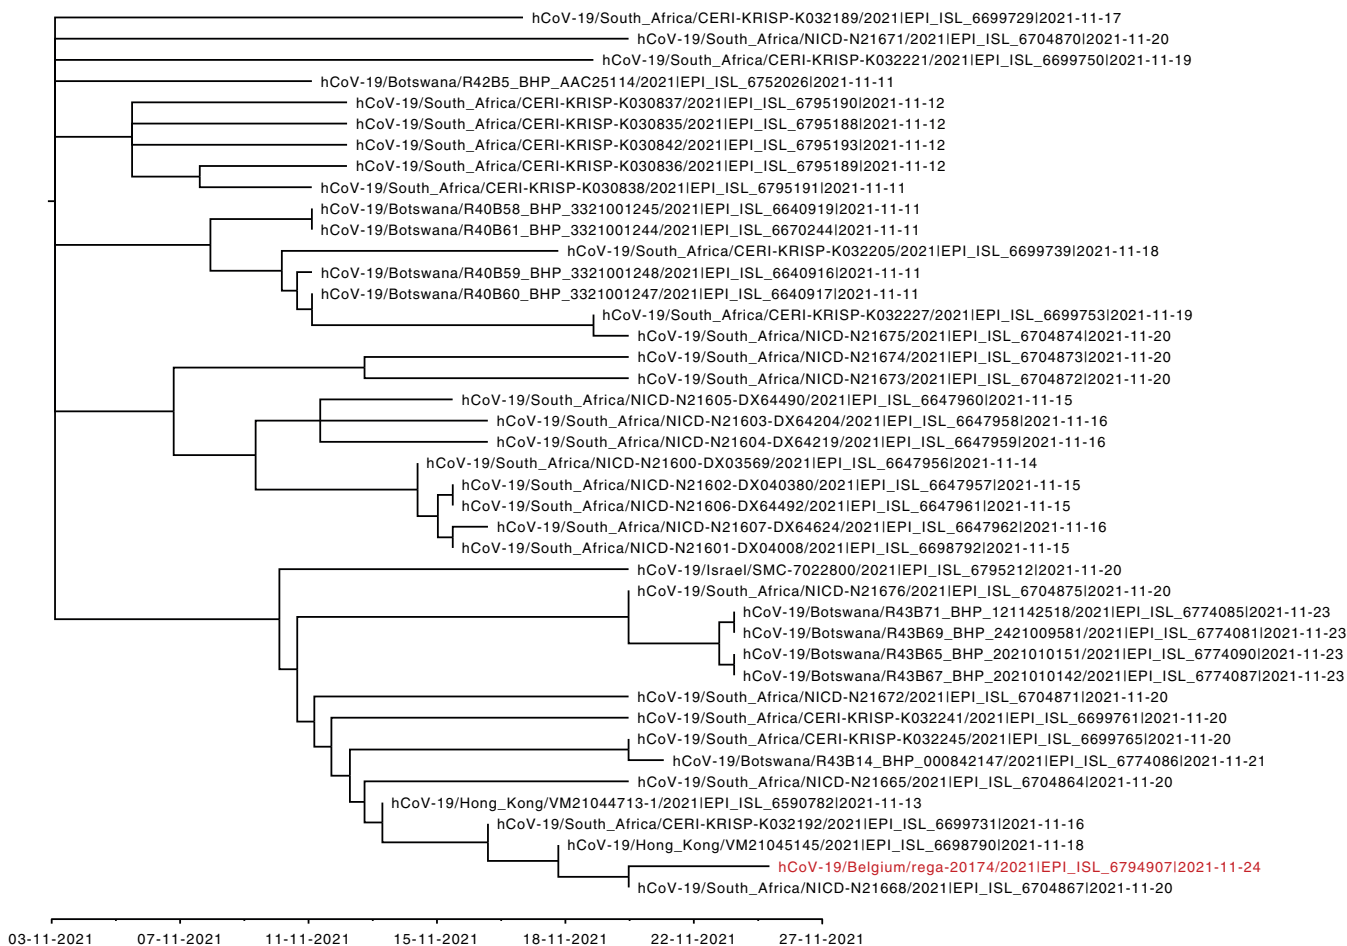 hCoV-19/South_Africa/CERI-KRISP-K032189/2021|EPI_ISL_6699729|2021-11-17
hCoV-19/South_Africa/NICD-N21671/2021|EPI_ISL_6704870|2021-11-20
hCoV-19/South_Africa/CERI-KRISP-K032221/2021|EPI_ISL_6699750|2021-11-19
hCoV-19/Botswana/R42B5_BHP_AAC25114/2021|EPI_ISL_6752026|2021-11-11
hCoV-19/South_Africa/CERI-KRISP-K030837/2021|EPI_ISL_6795190|2021-11-12
hCoV-19/South_Africa/CERI-KRISP-K030835/2021|EPI_ISL_6795188|2021-11-12
hCoV-19/South_Africa/CERI-KRISP-K030842/2021|EPI_ISL_6795193|2021-11-12
hCoV-19/South_Africa/CERI-KRISP-K030836/2021|EPI_ISL_6795189|2021-11-12
hCoV-19/South_Africa/CERI-KRISP-K030838/2021|EPI_ISL_6795191|2021-11-11
hCoV-19/Botswana/R40B58_BHP_3321001245/2021|EPI_ISL_6640919|2021-11-11
hCoV-19/Botswana/R40B61_BHP_3321001244/2021|EPI_ISL_6670244|2021-11-11
hCoV-19/South_Africa/CERI-KRISP-K032205/2021|EPI_ISL_6699739|2021-11-18
hCoV-19/Botswana/R40B59_BHP_3321001248/2021|EPI_ISL_6640916|2021-11-11
hCoV-19/Botswana/R40B60_BHP_3321001247/2021|EPI_ISL_6640917|2021-11-11
hCoV-19/South_Africa/CERI-KRISP-K032227/2021|EPI_ISL_6699753|2021-11-19
hCoV-19/South_Africa/NICD-N21675/2021|EPI_ISL_6704874|2021-11-20
hCoV-19/South_Africa/NICD-N21674/2021|EPI_ISL_6704873|2021-11-20
hCoV-19/South_Africa/NICD-N21673/2021|EPI_ISL_6704872|2021-11-20
hCoV-19/South_Africa/NICD-N21605-DX64490/2021|EPI_ISL_6647960|2021-11-15
hCoV-19/South_Africa/NICD-N21603-DX64204/2021|EPI_ISL_6647958|2021-11-16
hCoV-19/South_Africa/NICD-N21604-DX64219/2021|EPI_ISL_6647959|2021-11-16
hCoV-19/South_Africa/NICD-N21600-DX03569/2021|EPI_ISL_6647956|2021-11-14
hCoV-19/South_Africa/NICD-N21602-DX040380/2021|EPI_ISL_6647957|2021-11-15
hCoV-19/South_Africa/NICD-N21606-DX64492/2021|EPI_ISL_6647961|2021-11-15
hCoV-19/South_Africa/NICD-N21607-DX64624/2021|EPI_ISL_6647962|2021-11-16
hCoV-19/South_Africa/NICD-N21601-DX04008/2021|EPI_ISL_6698792|2021-11-15
hCoV-19/Israel/SMC-7022800/2021|EPI_ISL_6795212|2021-11-20
hCoV-19/South_Africa/NICD-N21676/2021|EPI_ISL_6704875|2021-11-20
hCoV-19/Botswana/R43B71_BHP_121142518/2021|EPI_ISL_6774085|2021-11-23
hCoV-19/Botswana/R43B69_BHP_2421009581/2021|EPI_ISL_6774081|2021-11-23
hCoV-19/Botswana/R43B65_BHP_2021010151/2021|EPI_ISL_6774090|2021-11-23
hCoV-19/Botswana/R43B67_BHP_2021010142/2021|EPI_ISL_6774087|2021-11-23
hCoV-19/South_Africa/NICD-N21672/2021|EPI_ISL_6704871|2021-11-20
hCoV-19/South_Africa/CERI-KRISP-K032241/2021|EPI_ISL_6699761|2021-11-20
hCoV-19/South_Africa/CERI-KRISP-K032245/2021|EPI_ISL_6699765|2021-11-20
hCoV-19/Botswana/R43B14_BHP_000842147/2021|EPI_ISL_6774086|2021-11-21
hCoV-19/South_Africa/NICD-N21665/2021|EPI_ISL_6704864|2021-11-20
hCoV-19/Hong_Kong/VM21044713-1/2021|EPI_ISL_6590782|2021-11-13
hCoV-19/South_Africa/CERI-KRISP-K032192/2021|EPI_ISL_6699731|2021-11-16
hCoV-19/Hong_Kong/VM21045145/2021|EPI_ISL_6698790|2021-11-18
hCoV-19/Belgium/rega-20174/2021|EPI_ISL_6794907|2021-11-24
hCoV-19/South_Africa/NICD-N21668/2021|EPI_ISL_6704867|2021-11-20
03-11-2021 07-11-2021 11-11-2021 15-11-2021 18-11-2021 22-11-2021 27-11-2021